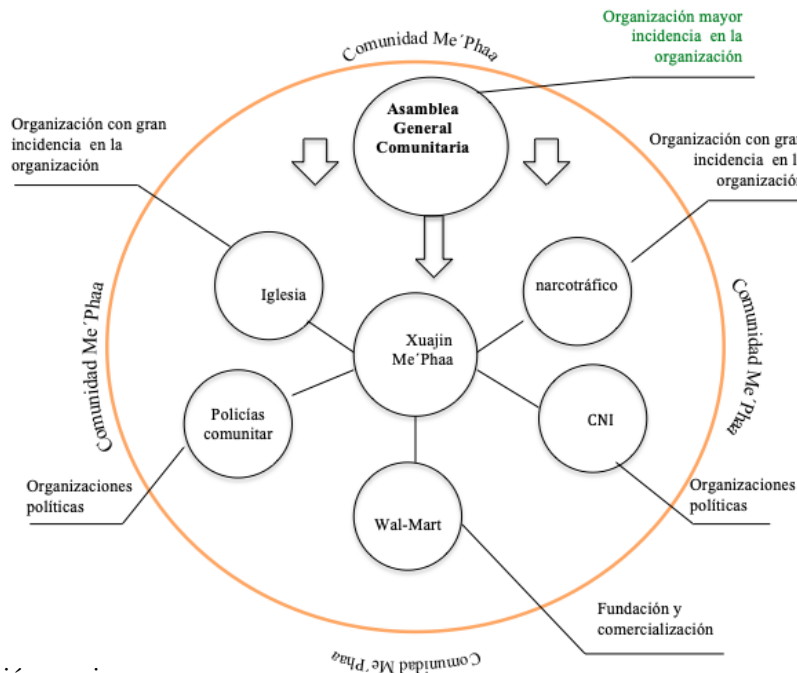 Organización mayor
incidencia en la
organización
Comunidad Me´Phaa
Asamblea
General
Comunitaria
Organización con gran
incidencia en la
organización
Organización con gran
incidencia en l
organización
Iglesia
narcotráfico
Comunidad Me´Phaa
Comunidad Me´Phaa
Xuajin
Me´Phaa
Policías
comunitar
CNI
Organizaciones
políticas
Organizaciones
políticas
Wal-Mart
Fundación y
comercialización
Comunidad Me´Phaa